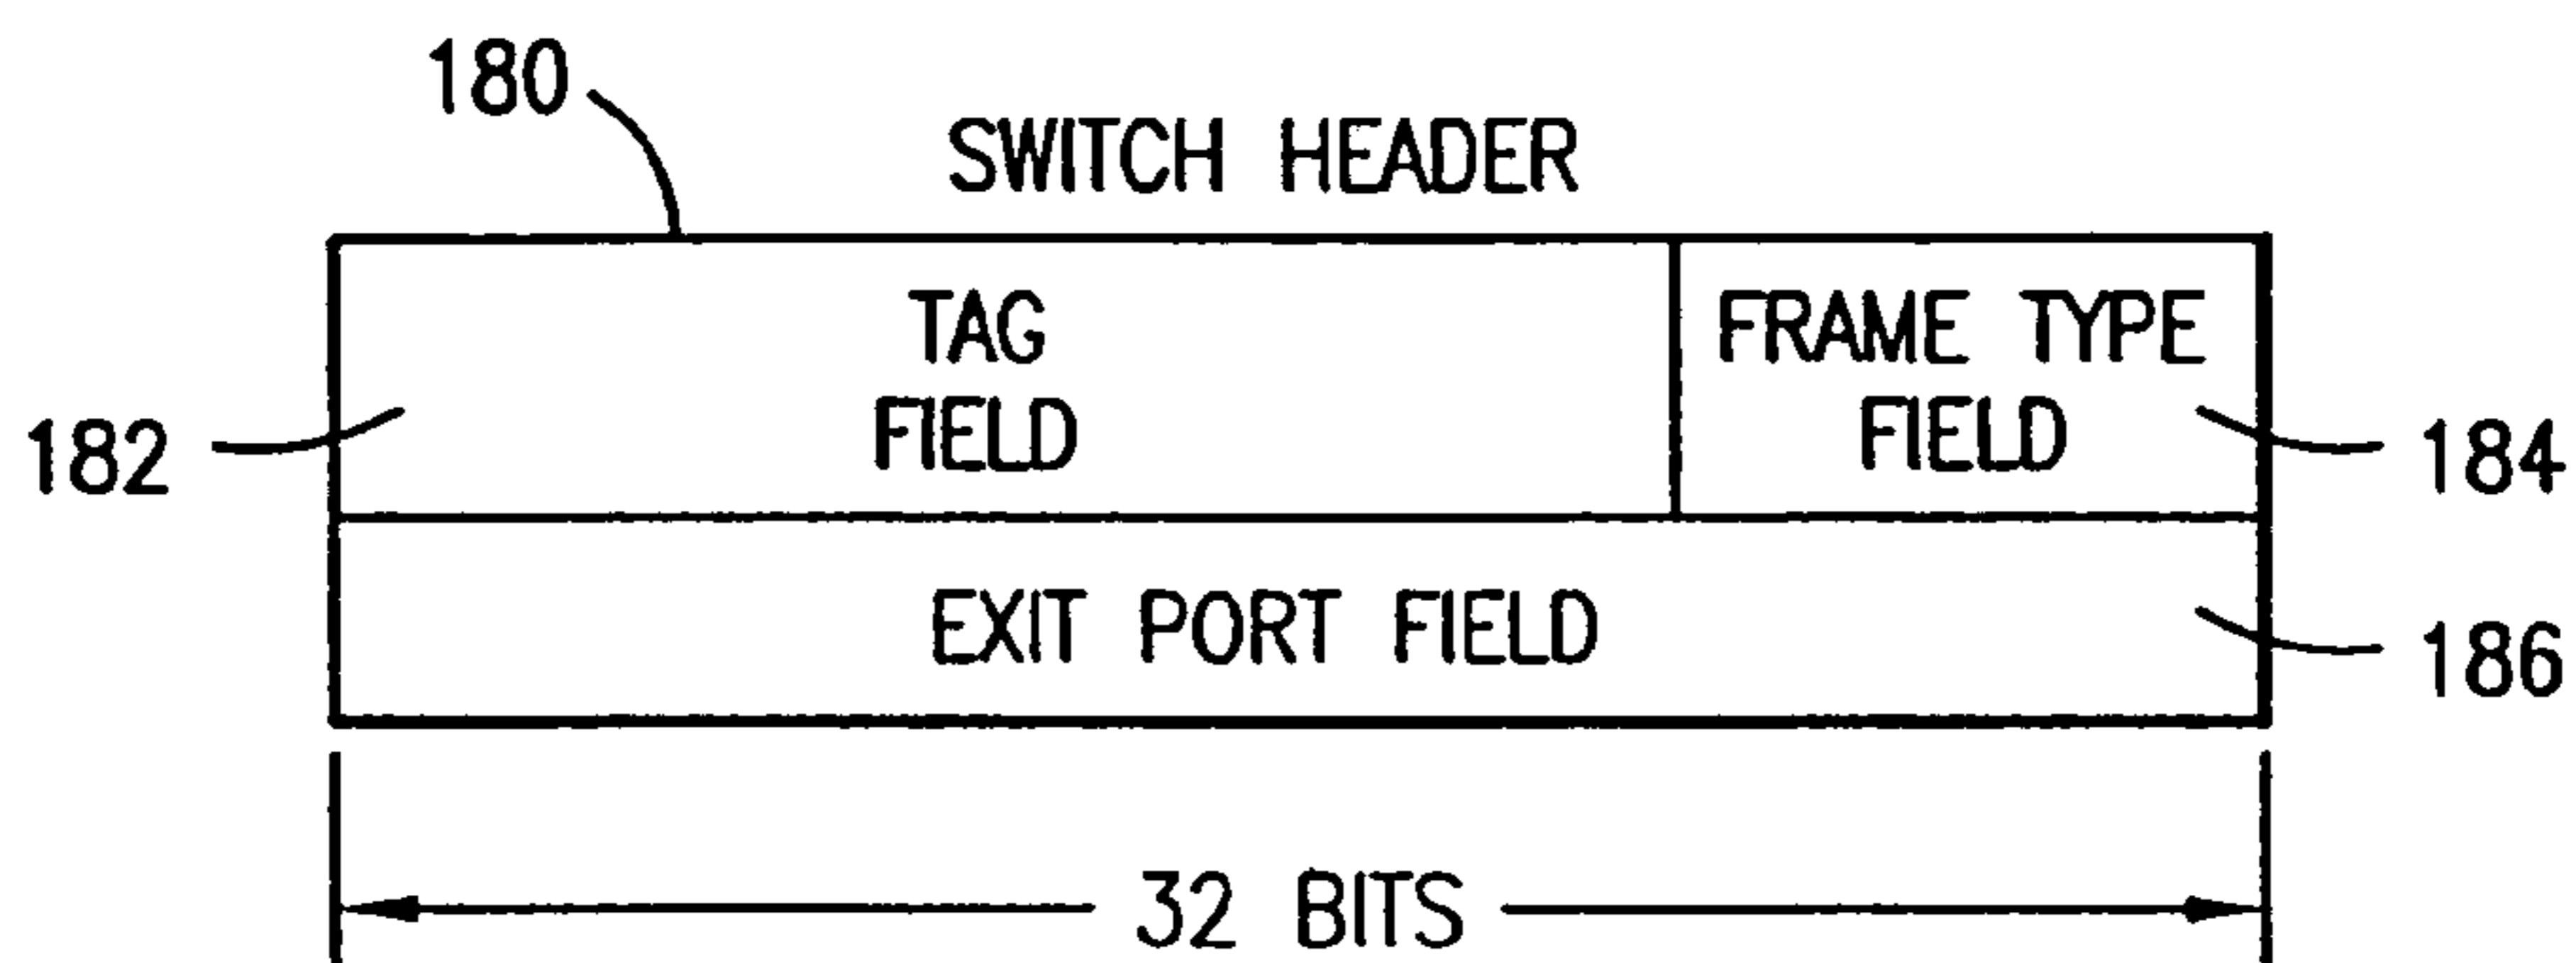 180
SWITCH HEADER
TAG
FIELD
FRAME TYPE
FIELD
182
184
EXIT PORT FIELD
186
32 BITS